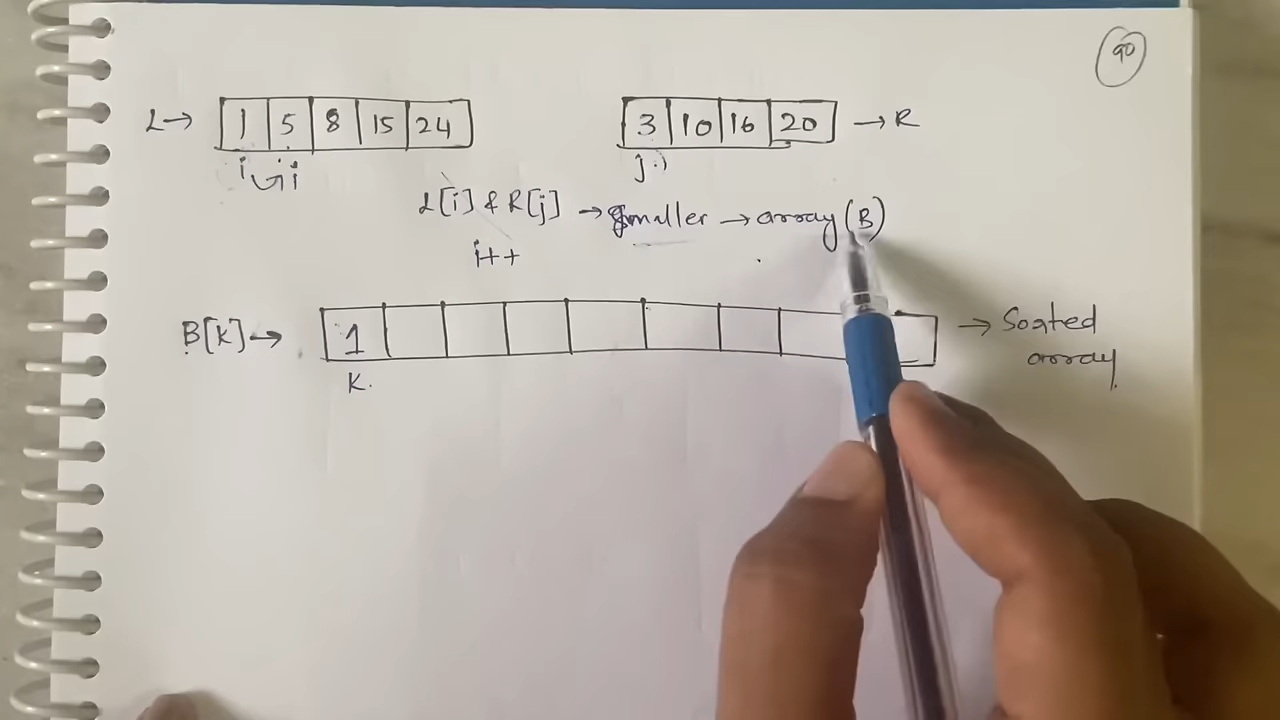 90
L→ 1 5 8 15 24
3 10 16 20 → R
i i
j
L[i] & R[j] → smaller → array (B)
i++
B[k] → 1 → Sorted
array
K